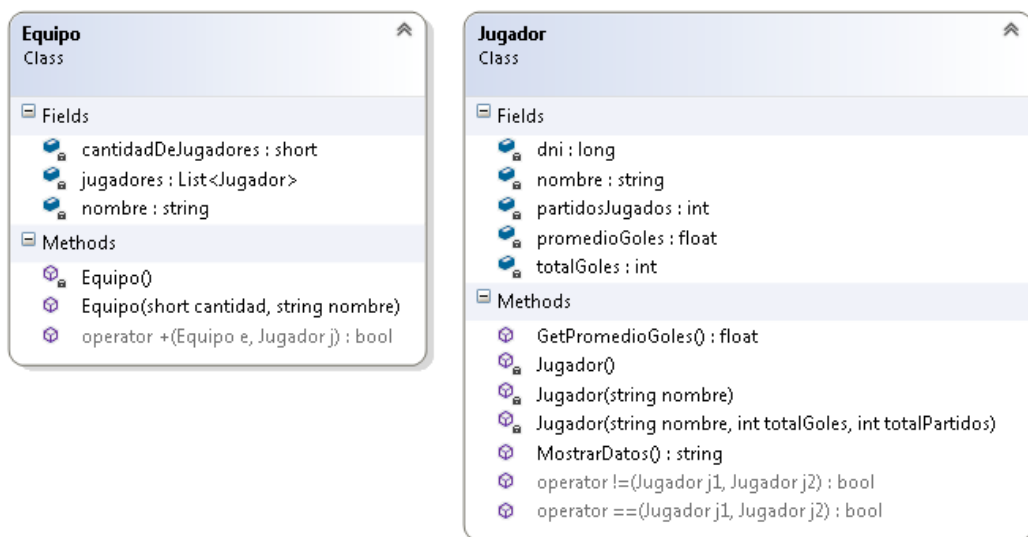 Equipo
Class
Fields
cantidadDeJugadores : short
jugadores : List<Jugador>
nombre : string
Methods
Equipo()
Equipo(short cantidad, string nombre)
operator +(Equipo e, Jugador j) : bool
Jugador
Class
Fields
dni : long
nombre : string
partidosJugados : int
promedioGoles : float
totalGoles : int
Methods
GetPromedioGoles() : float
Jugador()
Jugador(string nombre)
Jugador(string nombre, int totalGoles, int totalPartidos)
MostrarDatos() : string
operator !=(Jugador j1, Jugador j2) : bool
operator ==(Jugador j1, Jugador j2) : bool